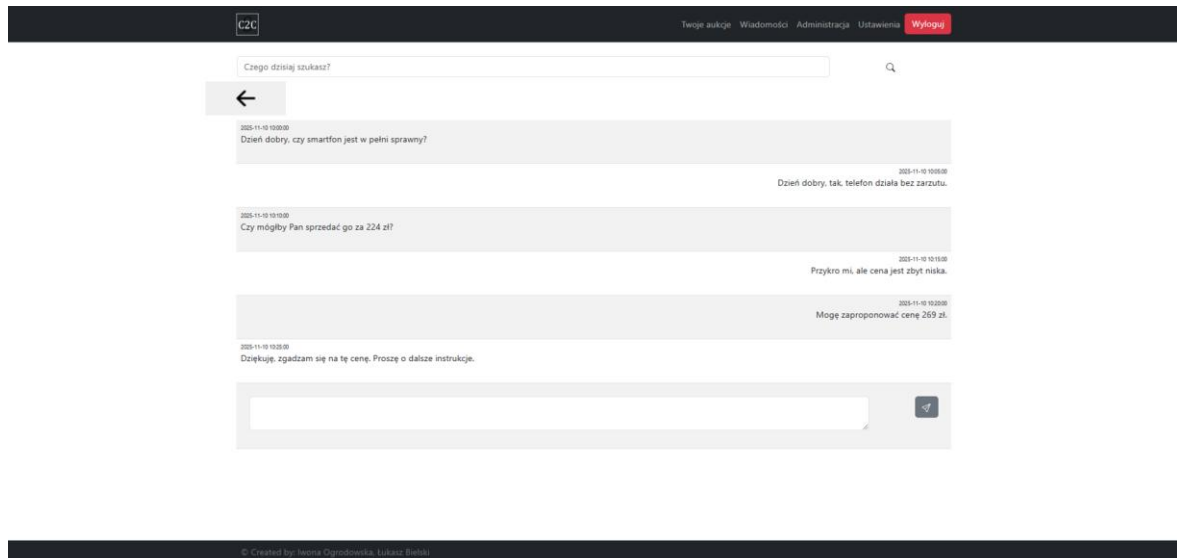 C2C
Twoje aukcje Wiadomości Administracja Ustawienia Wyloguj
Czego dzisiaj szukasz?
2025-11-10 10:00:00
Dzień dobry, czy smartfon jest w pełni sprawny?
2025-11-10 10:05:00
Dzień dobry, tak, telefon działa bez zarzutu.
2025-11-10 10:10:00
Czy mógłby Pan sprzedać go za 224 zł?
2025-11-10 10:15:00
Przykro mi, ale cena jest zbyt niska.
2025-11-10 10:20:00
Mogę zaproponować cenę 269 zł.
2025-11-10 10:25:00
Dziękuję, zgadzam się na tę cenę. Proszę o dalsze instrukcje.
© Created by: Iwona Ogrodowska, Łukasz Bielski